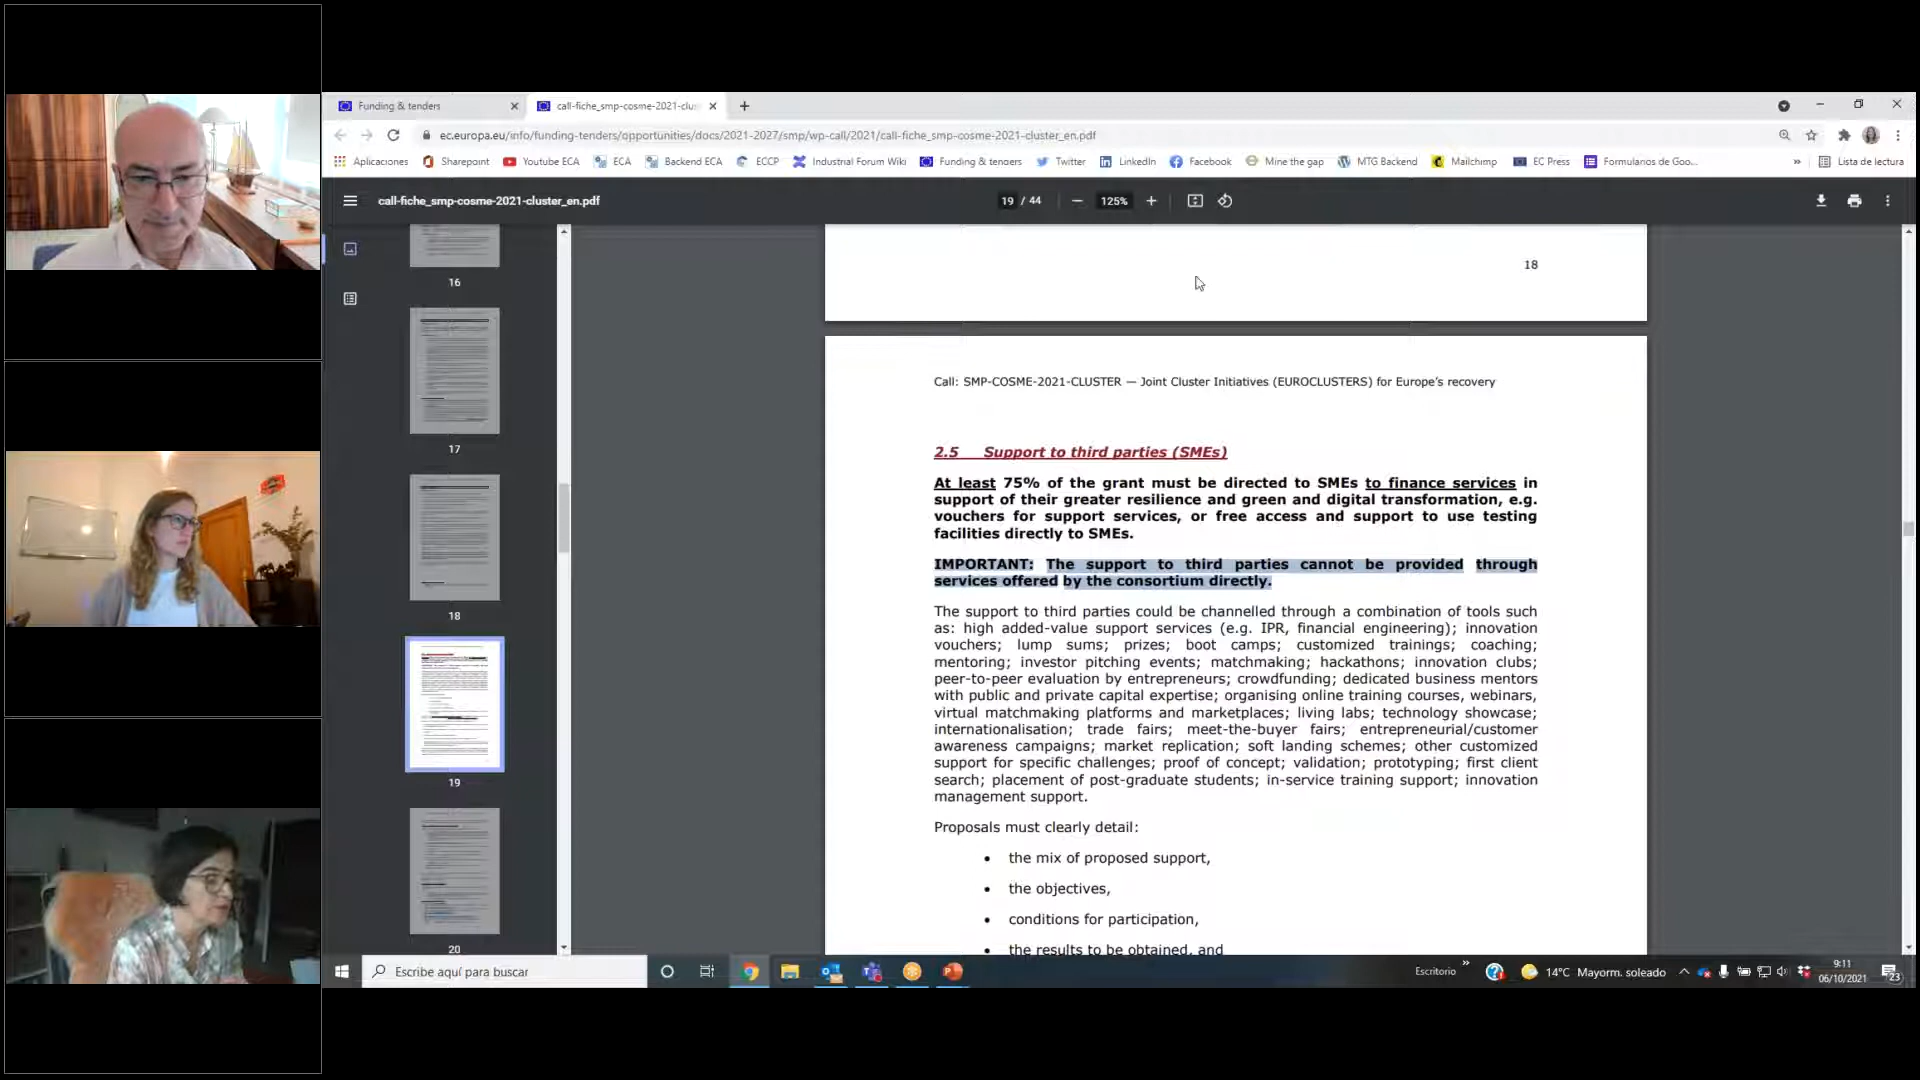 Funding & tenders
call-fiche_smp-cosme-2021-clus
ec.europa.eu/info/funding-tenders/opportunities/docs/2021-2027/smp/wp-call/2021/call-fiche_smp-cosme-2021-cluster_en.pdf
Aplicaciones Sharepoint Youtube ECA ECA Backend ECA ECCP Industrial Forum Wiki Funding & tenders Twitter LinkedIn Facebook Mine the gap MTG Backend Mailchimp EC Press Formularios de Goo... » Lista de lectura
call-fiche_smp-cosme-2021-cluster_en.pdf
19 / 44
125%
16
17
18
19
20
18
Call: SMP-COSME-2021-CLUSTER — Joint Cluster Initiatives (EUROCLUSTERS) for Europe's recovery
2.5 Support to third parties (SMEs)
At least 75% of the grant must be directed to SMEs to finance services in
support of their greater resilience and green and digital transformation, e.g.
vouchers for support services, or free access and support to use testing
facilities directly to SMEs.
IMPORTANT: The support to third parties cannot be provided through
services offered by the consortium directly.
The support to third parties could be channelled through a combination of tools such
as: high added-value support services (e.g. IPR, financial engineering); innovation
vouchers; lump sums; prizes; boot camps; customized trainings; coaching;
mentoring; investor pitching events; matchmaking; hackathons; innovation clubs;
peer-to-peer evaluation by entrepreneurs; crowdfunding; dedicated business mentors
with public and private capital expertise; organising online training courses, webinars,
virtual matchmaking platforms and marketplaces; living labs; technology showcase;
internationalisation; trade fairs; meet-the-buyer fairs; entrepreneurial/customer
awareness campaigns; market replication; soft landing schemes; other customized
support for specific challenges; proof of concept; validation; prototyping; first client
search; placement of post-graduate students; in-service training support; innovation
management support.
Proposals must clearly detail:
• the mix of proposed support,
• the objectives,
• conditions for participation,
• the results to be obtained, and
Escribe aquí para buscar
Escritorio »
14°C Mayorm. soleado
9:11
06/10/2021
23